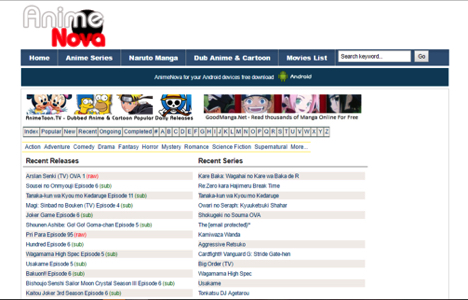 Anime
Nova
Home Anime Series Naruto Manga Dub Anime & Cartoon Movies List Search keyword... Go
AnimeNova for your Android devices free download Android
AnimeToon.TV - Dubbed Anime & Cartoon Popular Daily Releases GoodManga.Net - Read thousands of Manga Online For Free
Index Popular New Recent Ongoing Completed # A B C D E F G H I J K L M N O P Q R S T U V W X Y Z
Action Adventure Comedy Drama Fantasy Horror Mystery Romance Science Fiction Supernatural More...
Recent Releases Recent Series
Arslan Senki (TV) OVA 1 (raw) Kare Baka: Wagahai no Kare wa Baka de R
Sousei no Onmyouji Episode 6 (sub) Re:Zero kara Hajimeru Break Time
Tanaka-kun wa Kyou mo Kedaruge Episode 11 (sub) Tanaka-kun wa Kyou mo Kedaruge
Magi: Sinbad no Bouken (TV) Episode 4 (sub) Owari no Seraph: Kyuuketsuki Shahar
Joker Game Episode 6 (sub) Shokugeki no Souma OVA
Shounen Ashibe: Go! Go! Goma-chan Episode 5 (sub) The[email protected]*
Pri Para Episode 95 (raw) Kamiwaza Wanda
Hundred Episode 6 (sub) Aggressive Retsuko
Wagamama High Spec Episode 5 (sub) Cardfight!! Vanguard G: Stride Gate-hen
Usakame Episode 5 (sub) Big Order (TV)
Bakuon!! Episode 6 (sub) Wagamama High Spec
Bishoujo Senshi Sailor Moon Crystal Season III Episode 6 (sub) Usakame
Kaitou Joker 3rd Season Episode 6 (sub) Tonkatsu DJ Agetarou